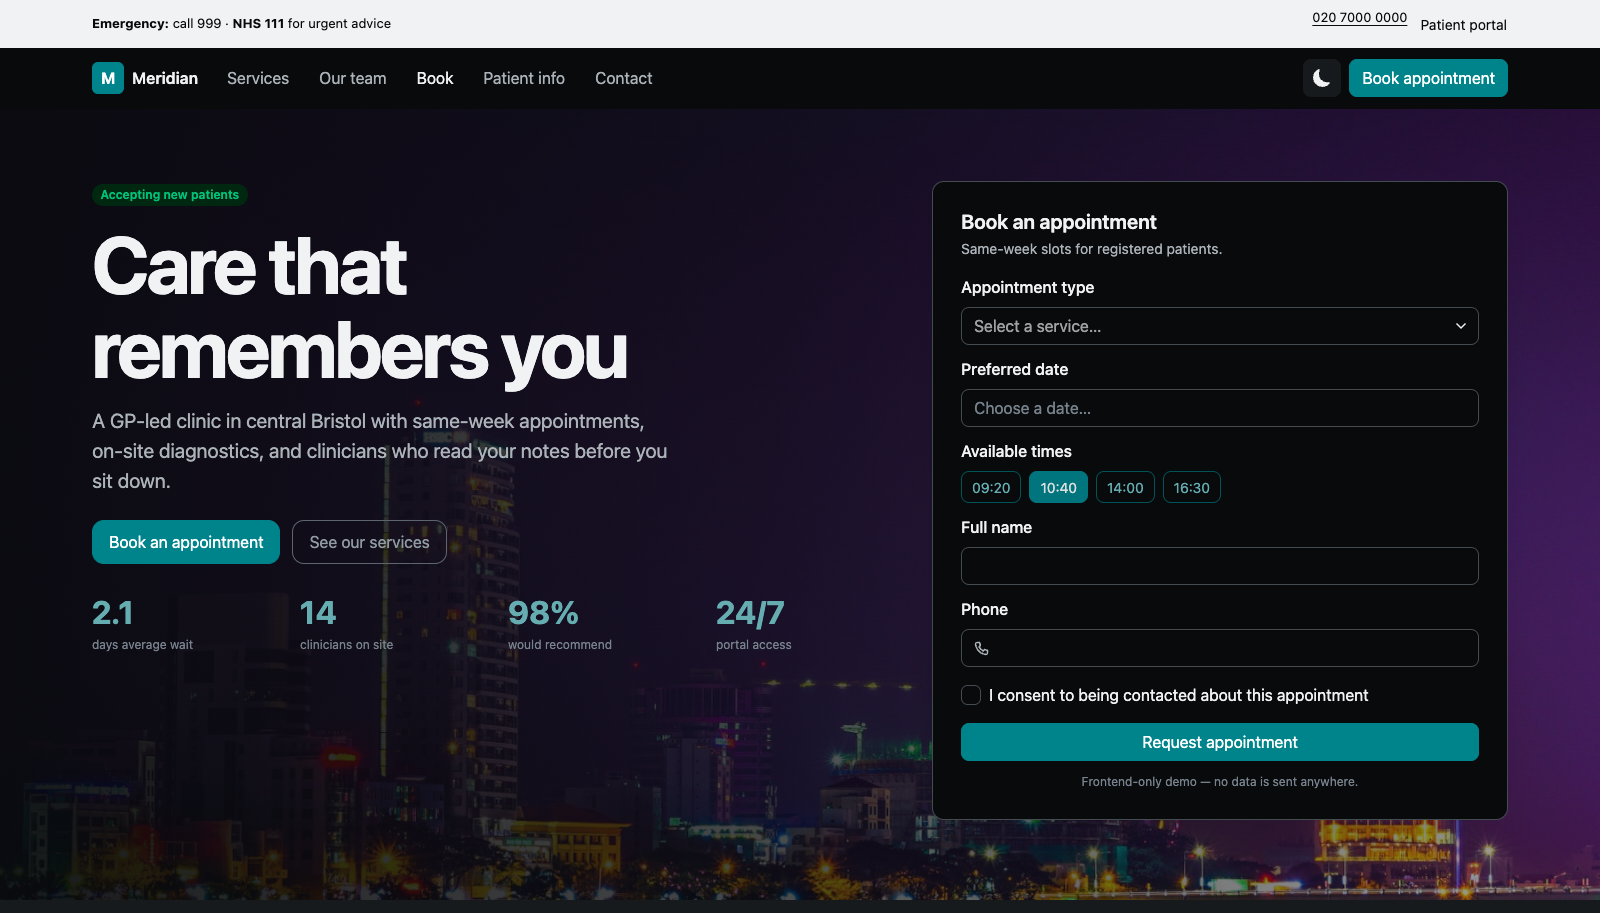 Emergency: call 999 · NHS 111 for urgent advice
020 7000 0000
Patient portal
M Meridian
Services
Our team
Book
Patient info
Contact
Book appointment
Accepting new patients
Care that
remembers you
A GP-led clinic in central Bristol with same-week appointments,
on-site diagnostics, and clinicians who read your notes before you
sit down.
Book an appointment
See our services
2.1
days average wait
14
clinicians on site
98%
would recommend
24/7
portal access
Book an appointment
Same-week slots for registered patients.
Appointment type
Select a service...
Preferred date
Choose a date...
Available times
09:20
10:40
14:00
16:30
Full name
Phone
I consent to being contacted about this appointment
Request appointment
Frontend-only demo — no data is sent anywhere.